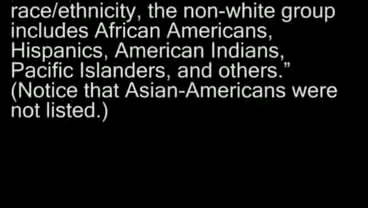 race/ethnicity, the non-white group
includes African Americans,
Hispanics, American Indians,
Pacific Islanders, and others.”
(Notice that Asian-Americans were
not listed.)